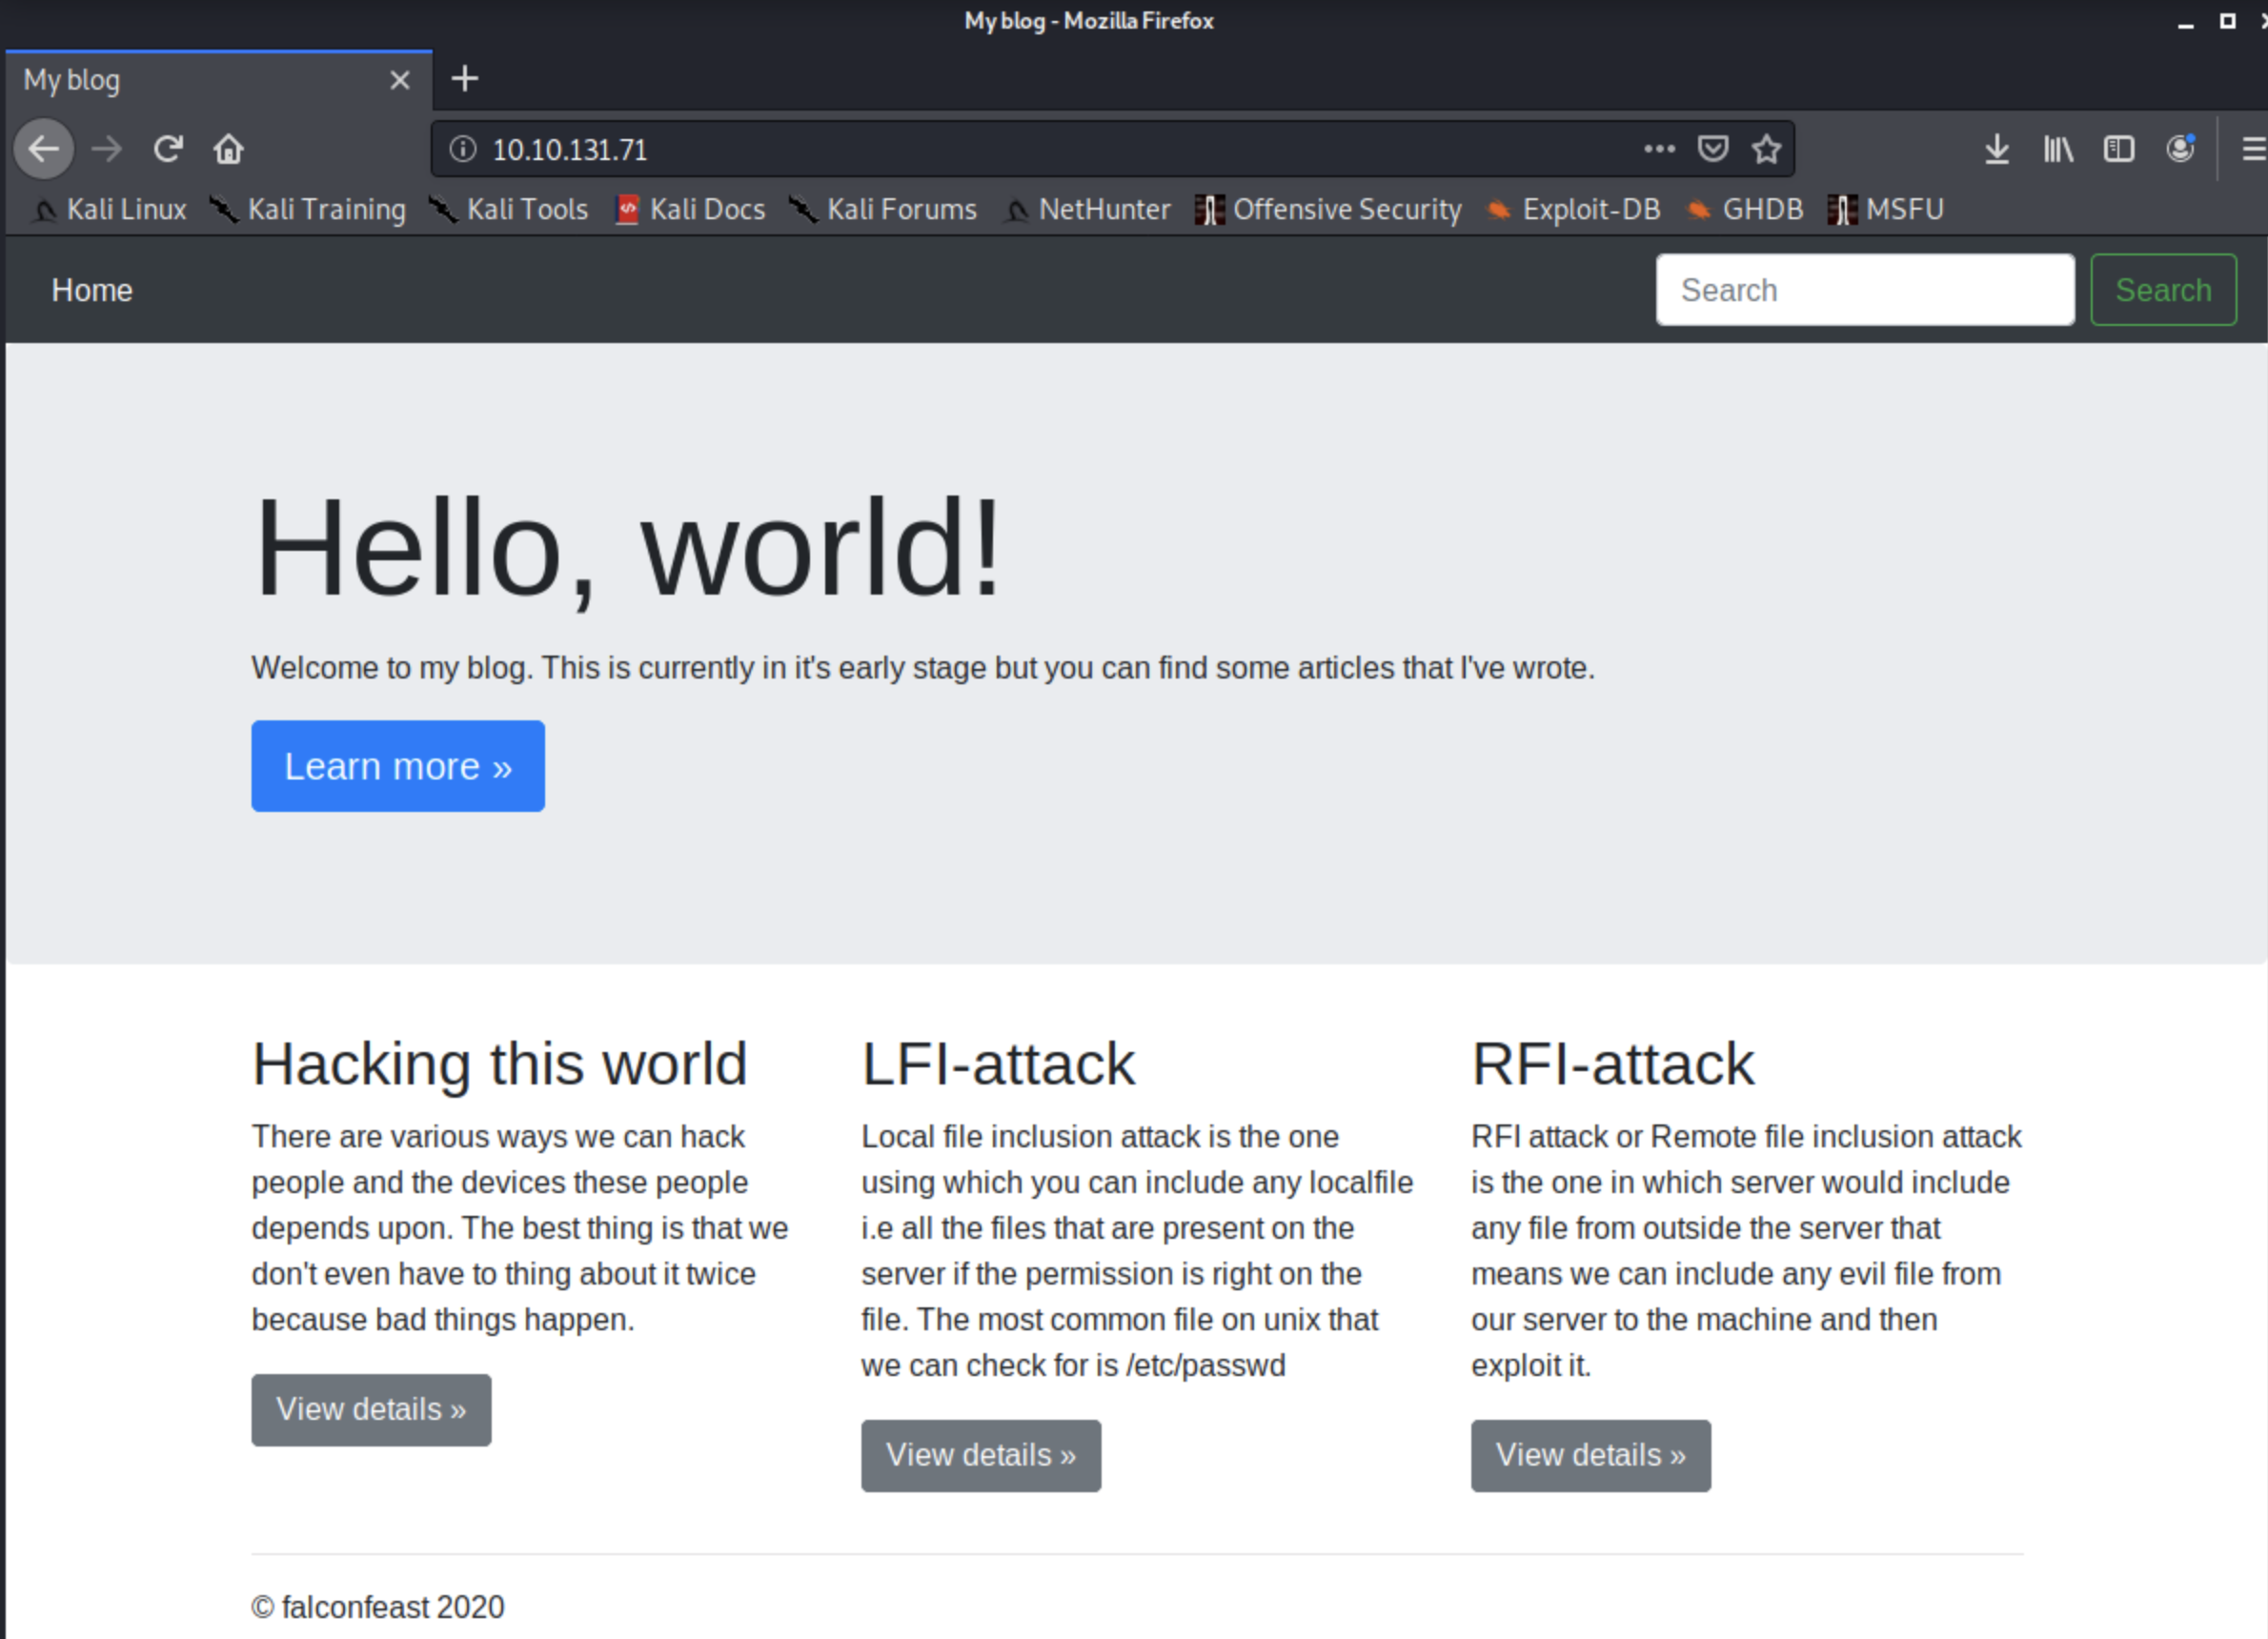 My blog - Mozilla Firefox
My blog
10.10.131.71
Kali Linux Kali Training Kali Tools Kali Docs Kali Forums NetHunter Offensive Security Exploit-DB GHDB MSFU
Home Search Search
Hello, world!
Welcome to my blog. This is currently in it's early stage but you can find some articles that I've wrote.
Learn more »
Hacking this world
There are various ways we can hack
people and the devices these people
depends upon. The best thing is that we
don't even have to thing about it twice
because bad things happen.
View details »
LFI-attack
Local file inclusion attack is the one
using which you can include any localfile
i.e all the files that are present on the
server if the permission is right on the
file. The most common file on unix that
we can check for is /etc/passwd
View details »
RFI-attack
RFI attack or Remote file inclusion attack
is the one in which server would include
any file from outside the server that
means we can include any evil file from
our server to the machine and then
exploit it.
View details »
© falconfeast 2020